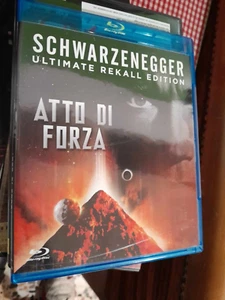 SCHWARZENEGGER
ULTIMATE REKALL EDITION
ATTO DI
FORZA